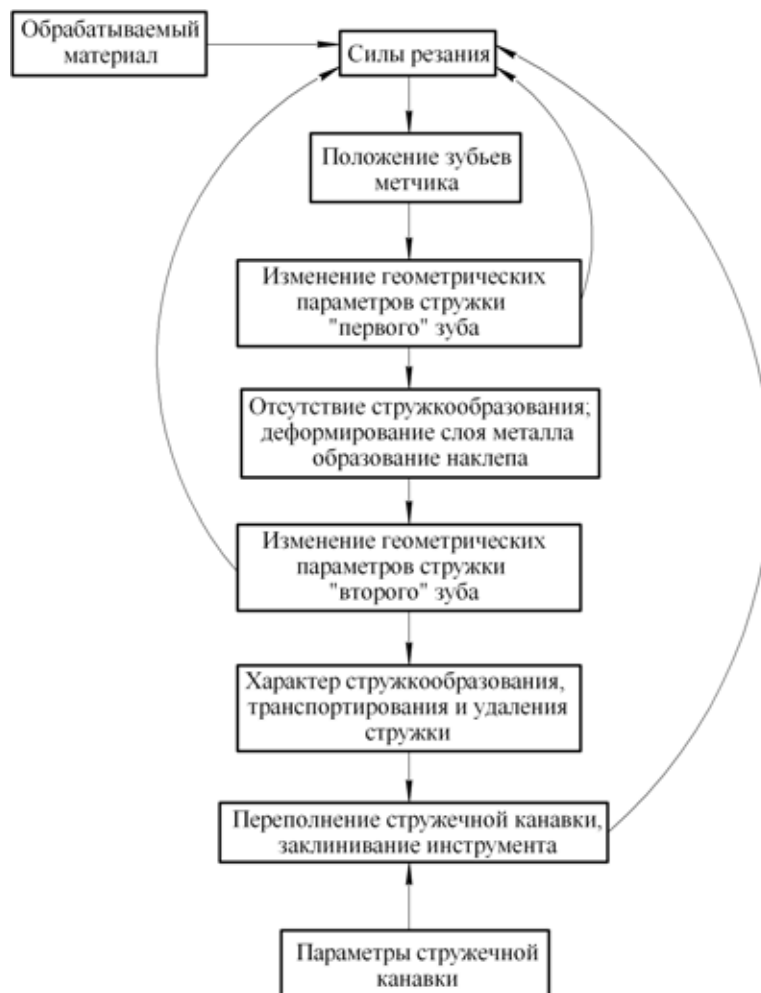 Обрабатываемый
материал
Силы резания
Положение зубьев
метчика
Изменение геометрических
параметров стружки
"первого" зуба
Отсутствие стружкообразования;
деформирование слоя металла
образование наклепа
Изменение геометрических
параметров стружки
"второго" зуба
Характер стружкообразования,
транспортирования и удаления
стружки
Переполнение стружечной канавки,
заклинивание инструмента
Параметры стружечной
канавки